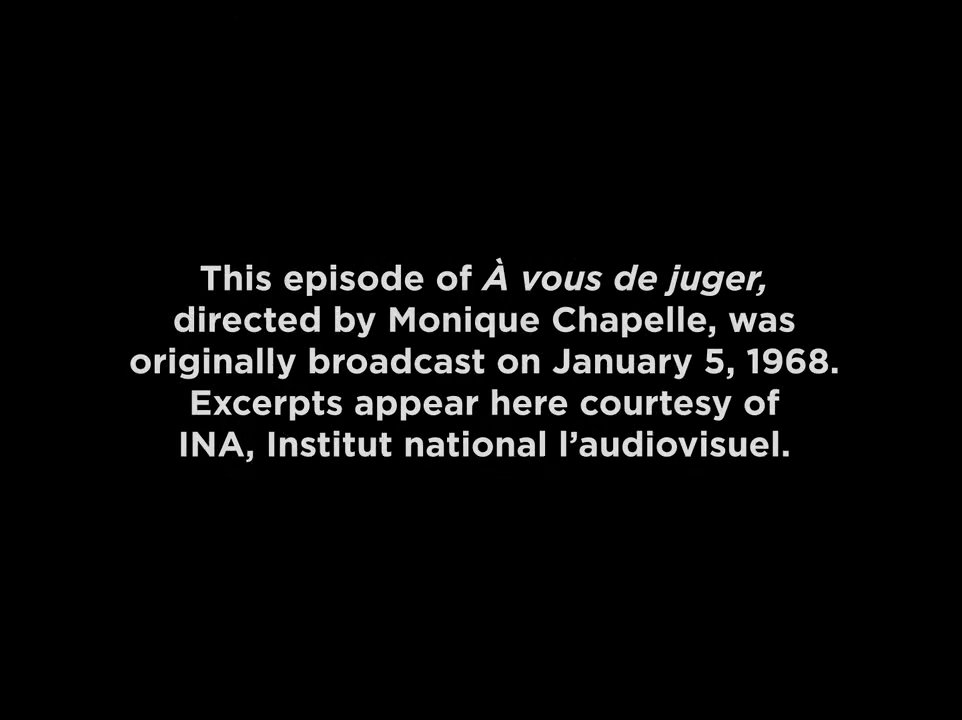 This episode of À vous de juger,
directed by Monique Chapelle, was
originally broadcast on January 5, 1968.
Excerpts appear here courtesy of
INA, Institut national l’audiovisuel.